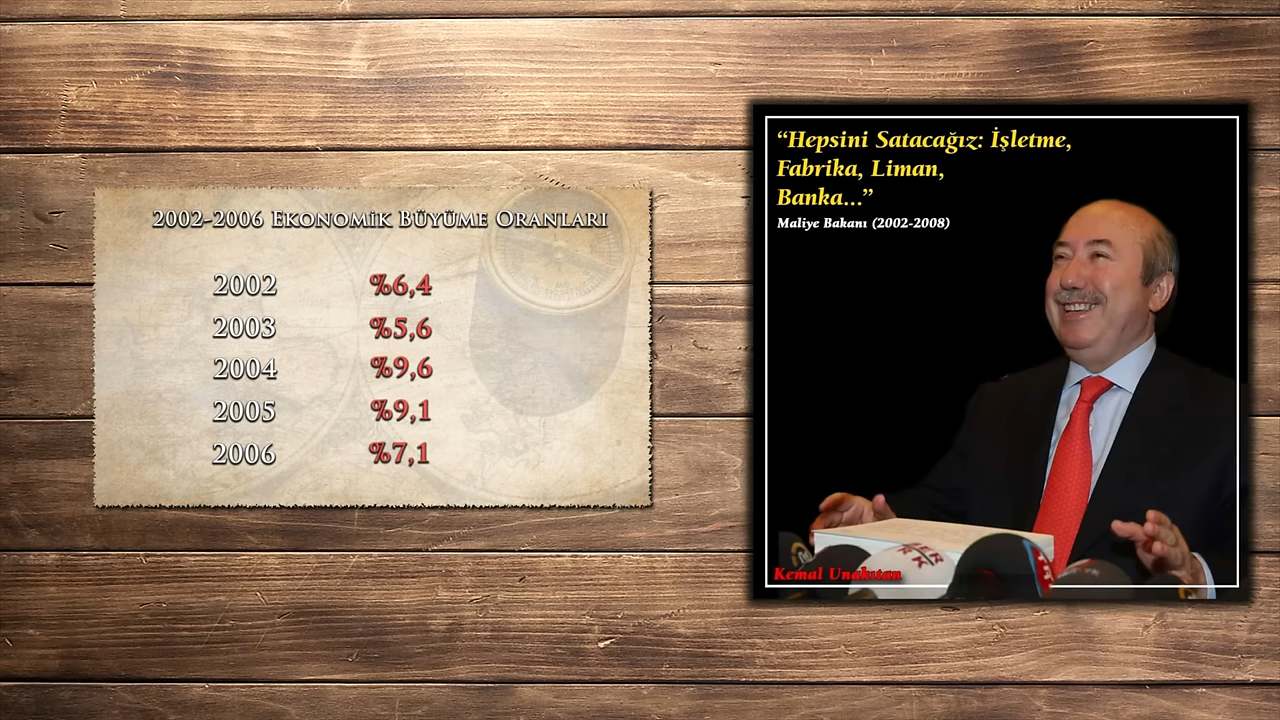 2002-2006 Ekonomik Büyüme Oranları
2002 %6,4
2003 %5,6
2004 %9,6
2005 %9,1
2006 %7,1
“Hepsini Satacağız: İşletme,
Fabrika, Liman,
Banka...”
Maliye Bakanı (2002-2008)
Kemal Unakıtan